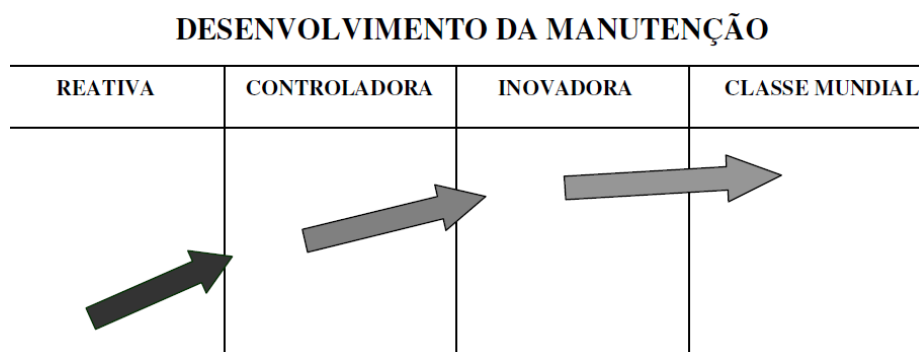 DESENVOLVIMENTO DA MANUTENÇÃO
REATIVA CONTROLADORA INOVADORA CLASSE MUNDIAL